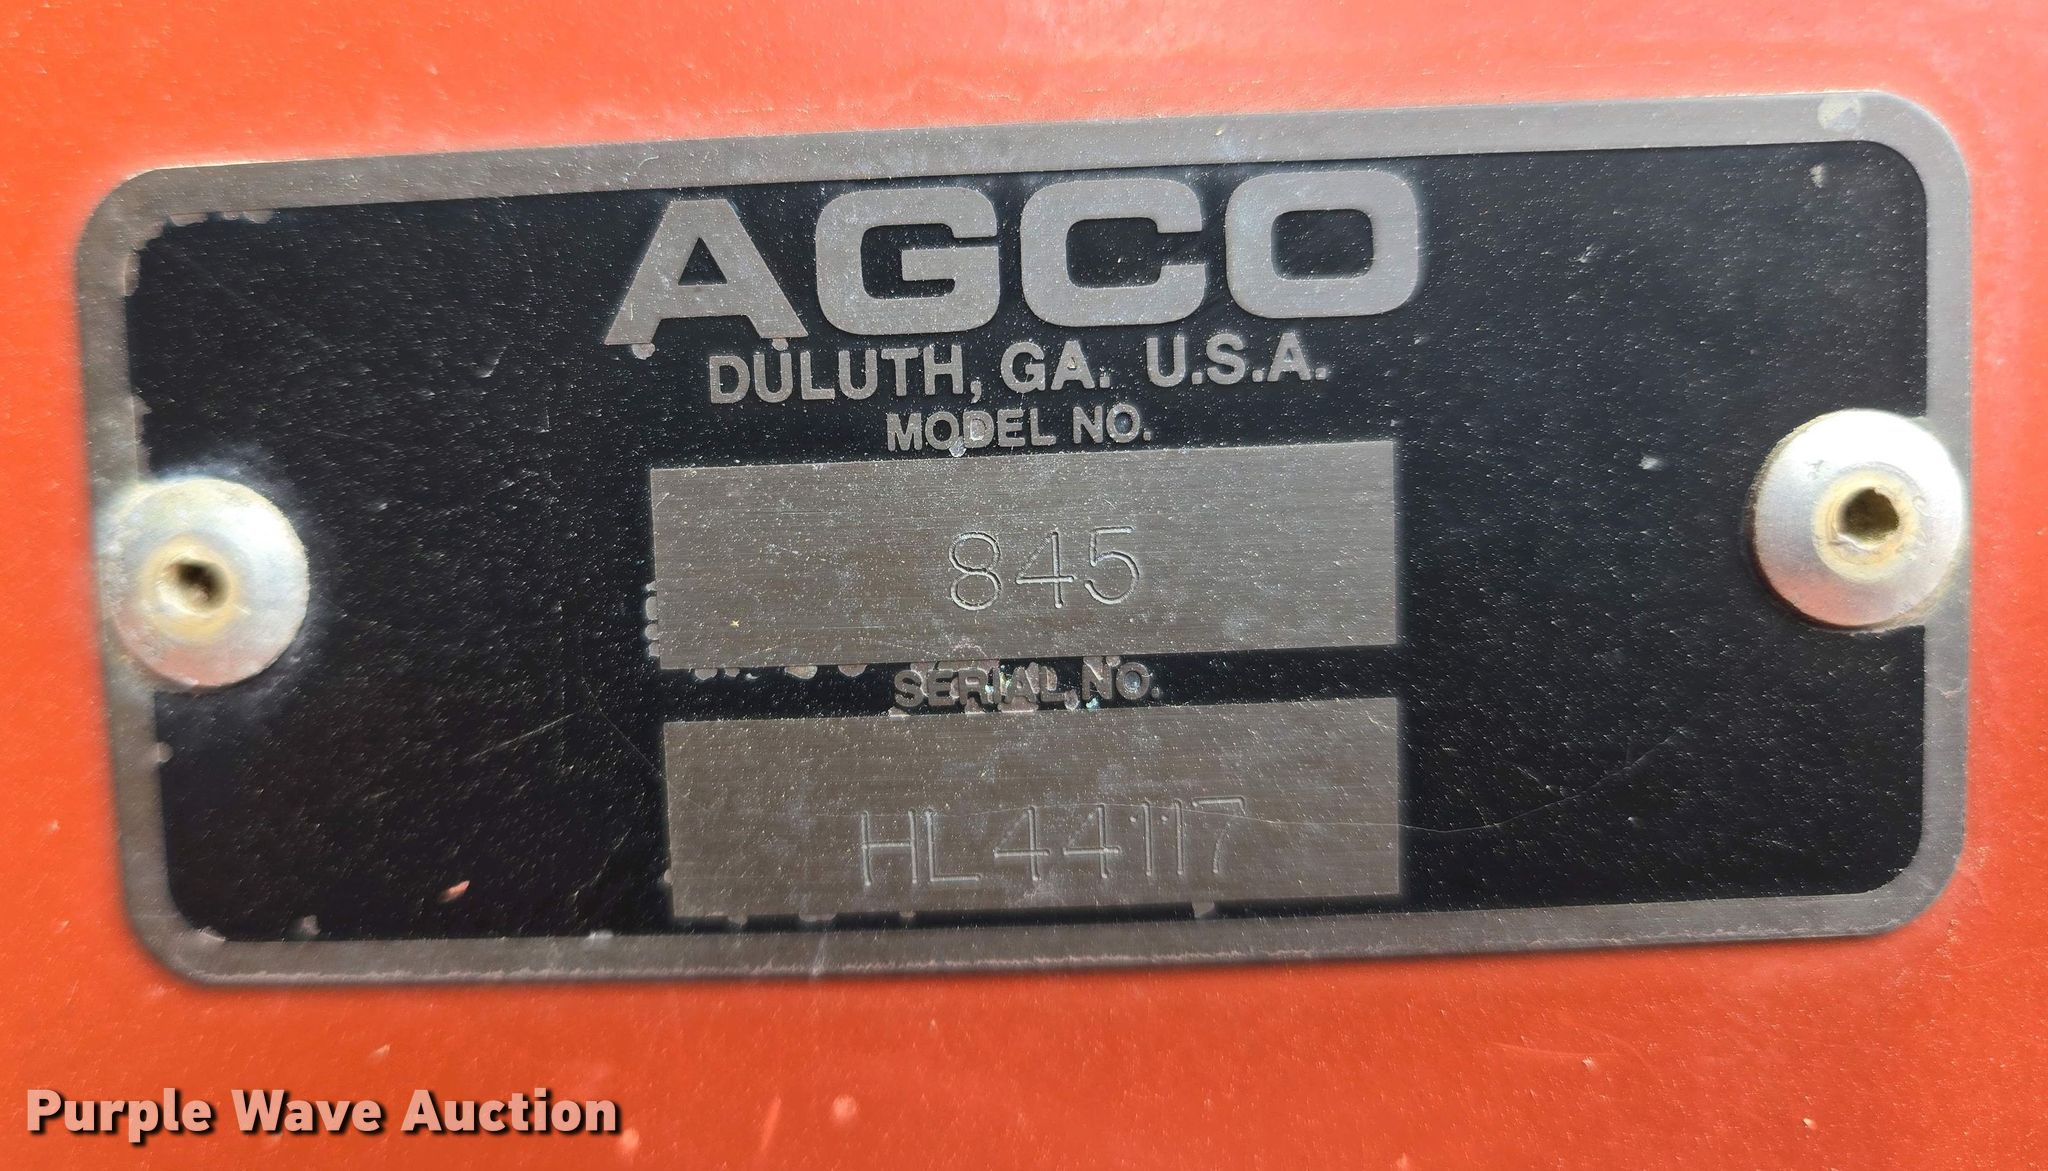 AGCO
DULUTH, GA. U.S.A.
MODEL NO.
845
SERIAL NO.
HL44117
Purple Wave Auction